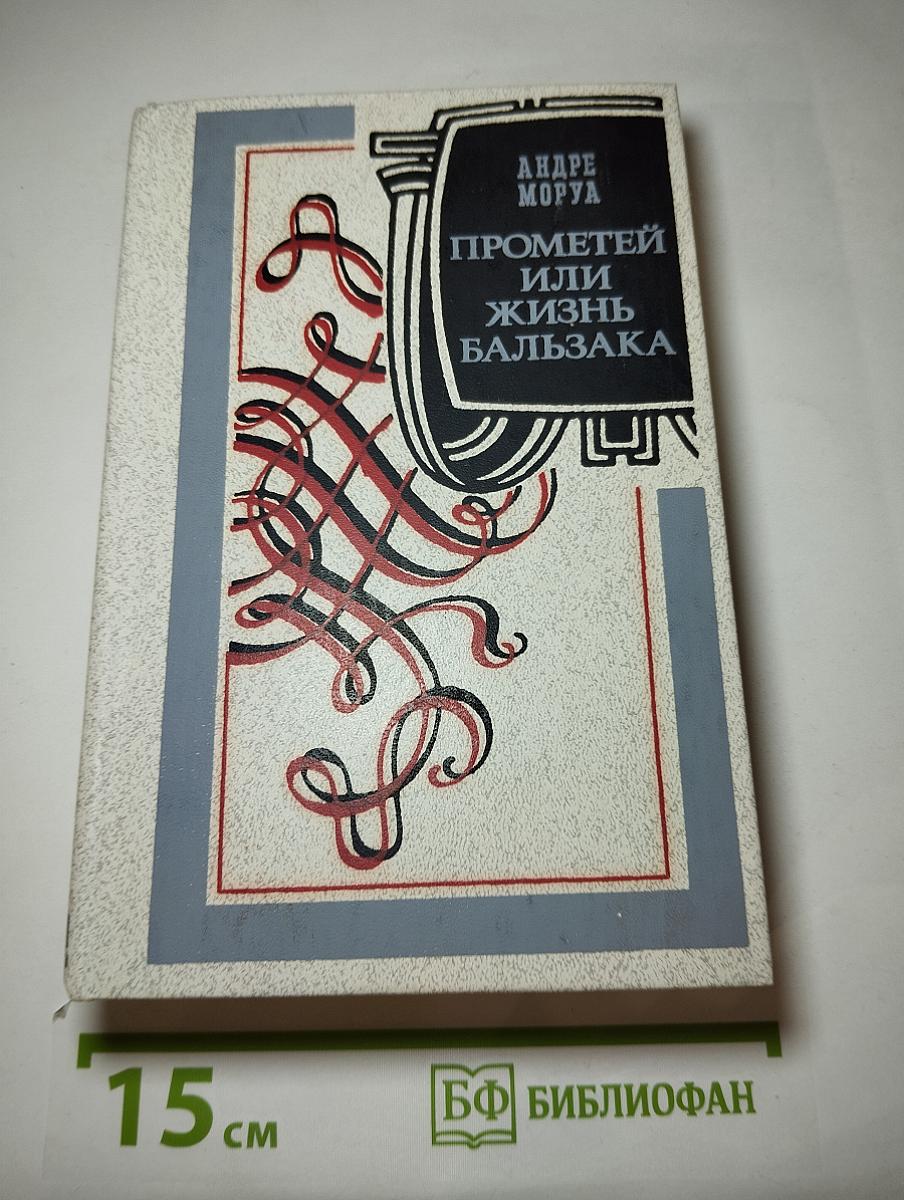 АНДРЕ
МОРУА
ПРОМЕТЕЙ
ИЛИ
ЖИЗНЬ
БАЛЬЗАКА
15 см
БФ БИБЛИОФАН